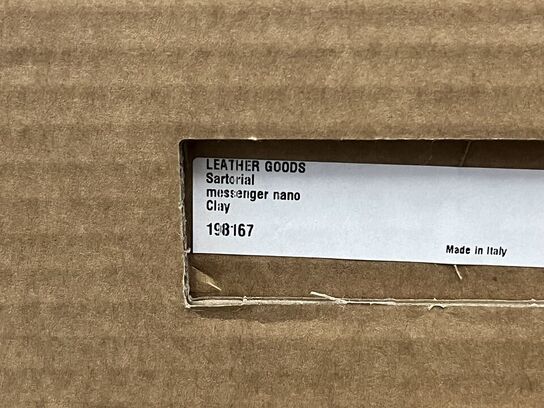 LEATHER GOODS
Sartorial
messenger nano
Clay
198167
Made in Italy